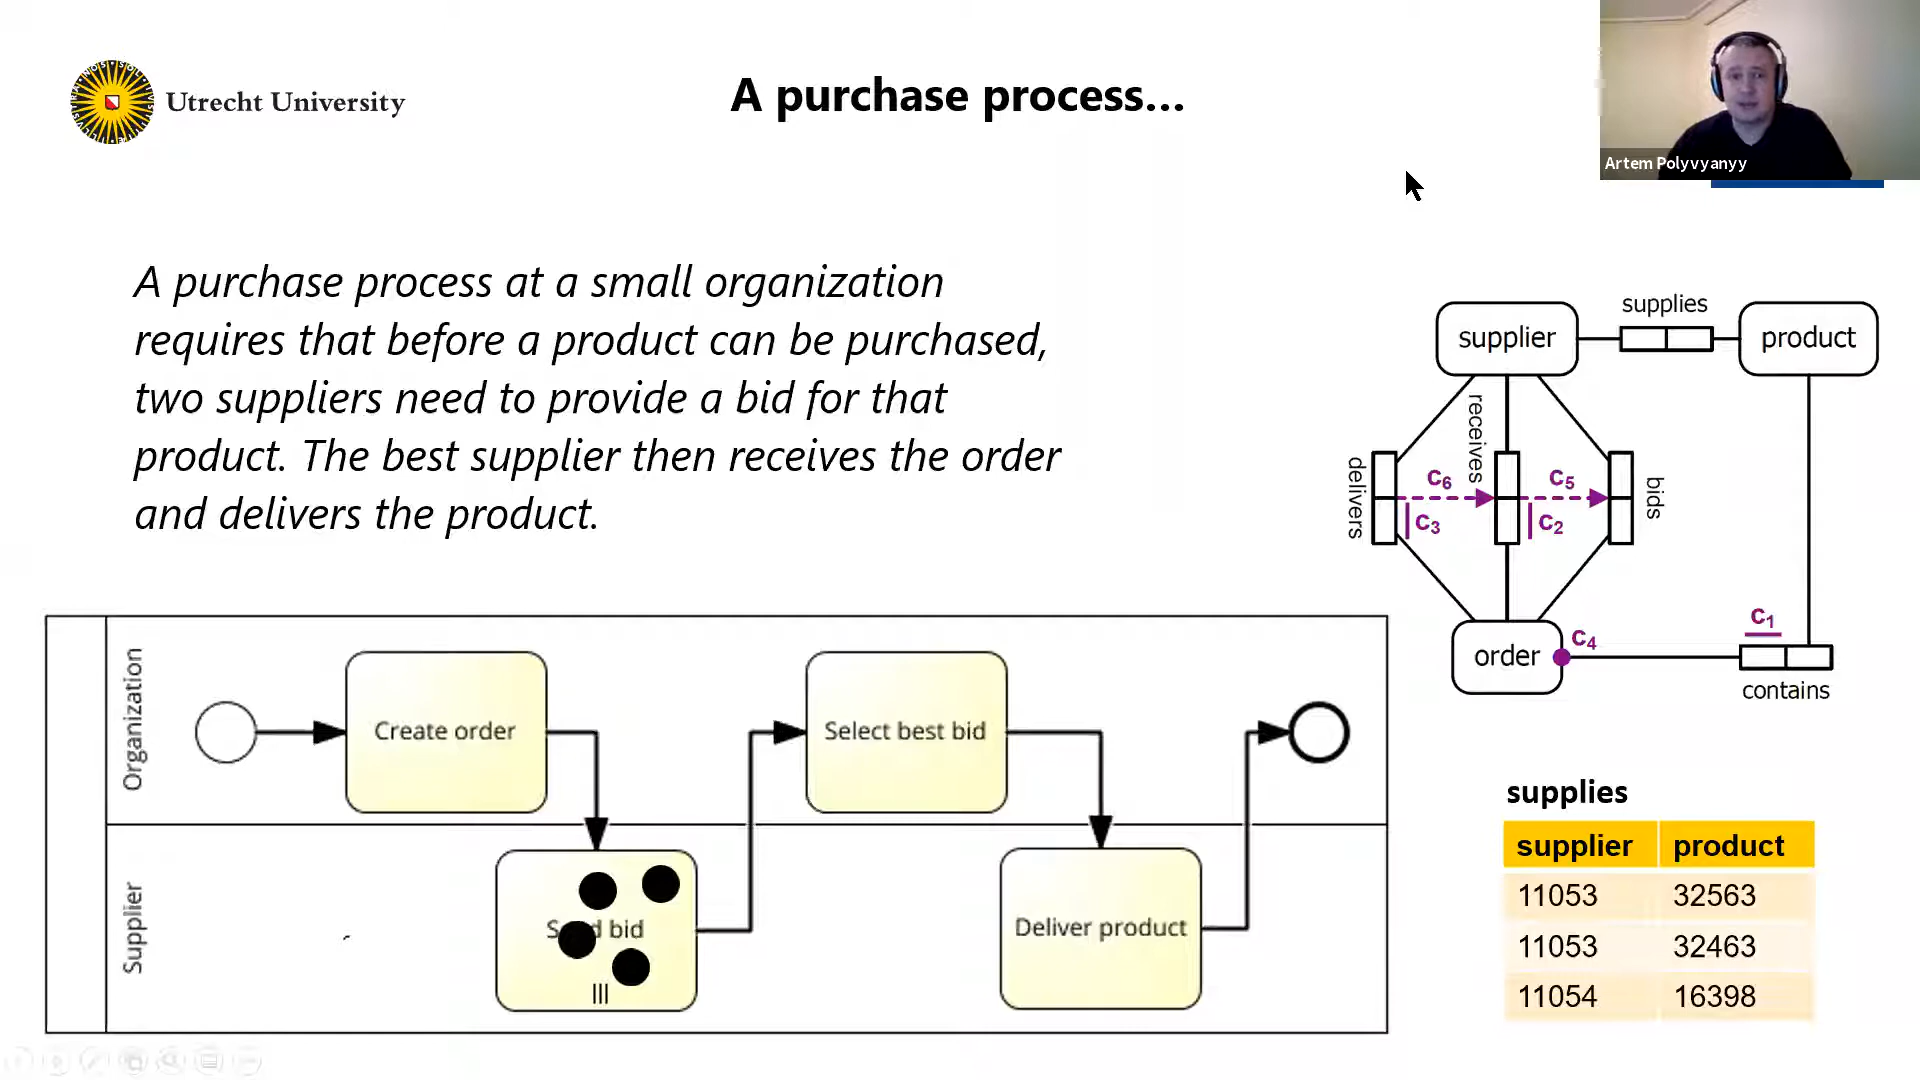 Utrecht University
A purchase process...
Artem Polyvyanyy
A purchase process at a small organization
requires that before a product can be purchased,
two suppliers need to provide a bid for that
product. The best supplier then receives the order
and delivers the product.
supplies
supplier
product
receives
delivers
bids
c6
c5
c3
c2
order
c4
c1
contains
Organization
Create order
Select best bid
Supplier
bid
Deliver product
supplies
supplier product
11053 32563
11053 32463
11054 16398